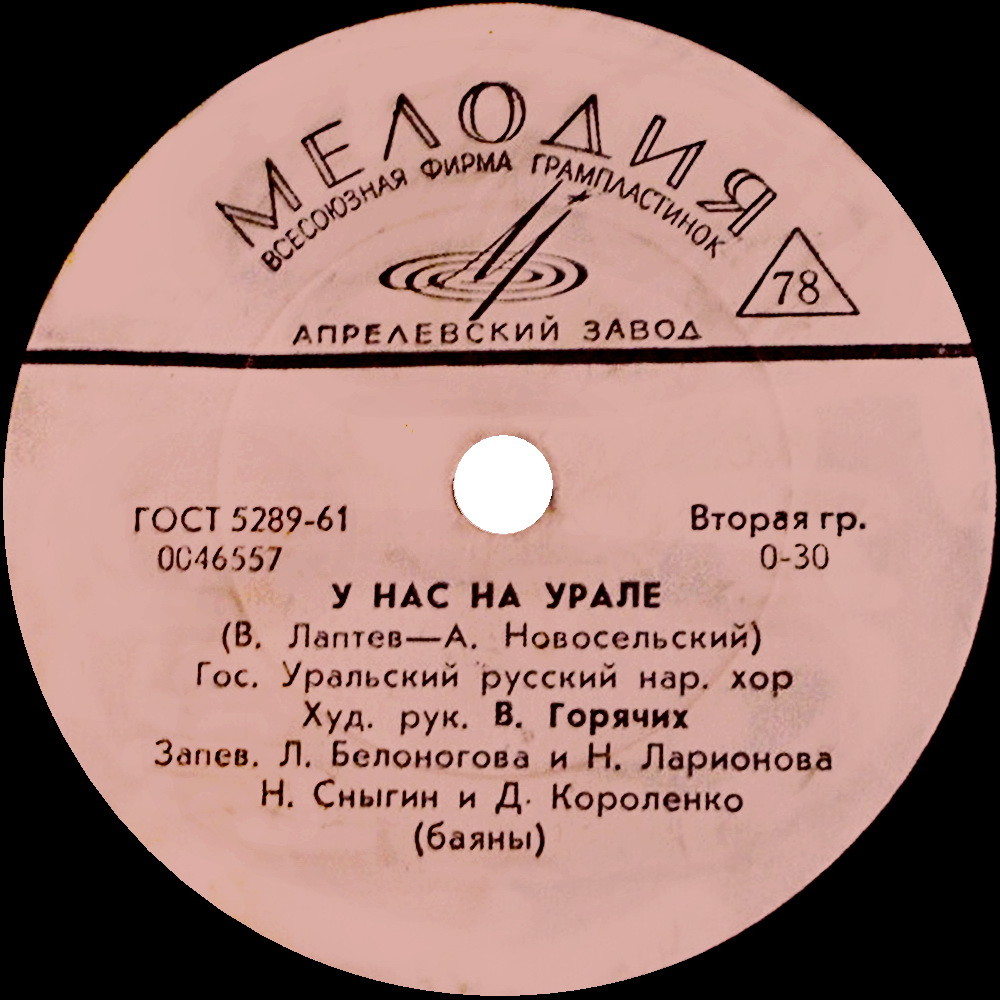 МЕЛОДИЯ
ВСЕСОЮЗНАЯ ФИРМА ГРАМПЛАСТИНОК
78
АПРЕЛЕВСКИЙ ЗАВОД
ГОСТ 5289-61
Вторая гр.
0046557
0-30
У НАС НА УРАЛЕ
(В. Лаптев—А. Новосельский)
Гос. Уральский русский нар. хор
Худ. рук. В. Горячих
Запев. Л. Белоногова и Н. Ларионова
Н. Сныгин и Д. Короленко
(баяны)